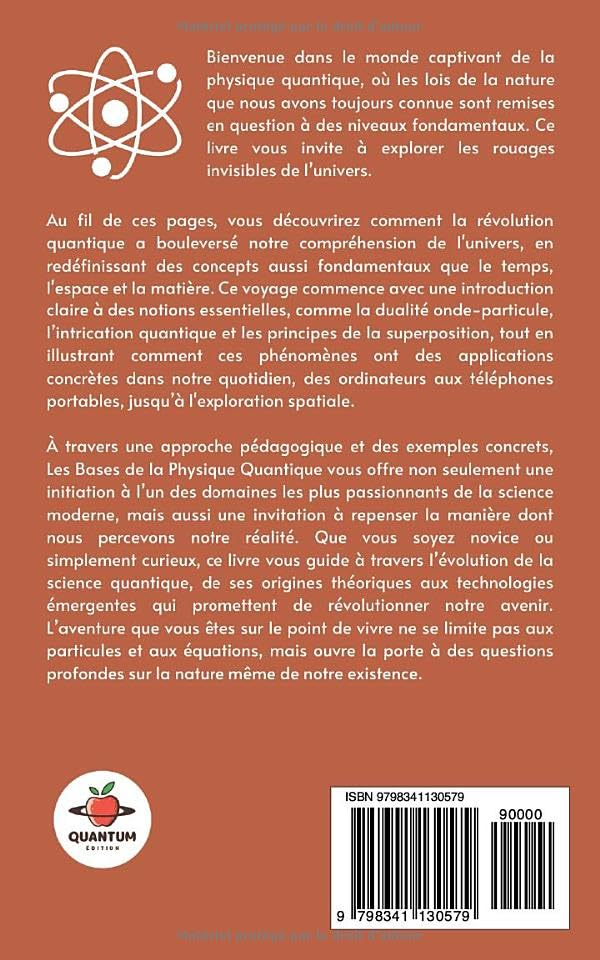 Matériel protégé par le droit d'auteur
Bienvenue dans le monde captivant de la
physique quantique, où les lois de la nature
que nous avons toujours connue sont remises
en question à des niveaux fondamentaux. Ce
livre vous invite à explorer les rouages
invisibles de l'univers.
Au fil de ces pages, vous découvrirez comment la révolution
quantique a bouleversé notre compréhension de l'univers, en
redéfinissant des concepts aussi fondamentaux que le temps,
l'espace et la matière. Ce voyage commence avec une introduction
claire à des notions essentielles, comme la dualité onde-particule,
l'intrication quantique et les principes de la superposition, tout en
illustrant comment ces phénomènes ont des applications
concrètes dans notre quotidien, des ordinateurs aux téléphones
portables, jusqu'à l'exploration spatiale.
À travers une approche pédagogique et des exemples concrets,
Les Bases de la Physique Quantique vous offre non seulement une
initiation à l'un des domaines les plus passionnants de la science
moderne, mais aussi une invitation à repenser la manière dont
nous percevons notre réalité. Que vous soyez novice ou
simplement curieux, ce livre vous guide à travers l'évolution de la
science quantique, de ses origines théoriques aux technologies
émergentes qui promettent de révolutionner notre avenir.
L'aventure que vous êtes sur le point de vivre ne se limite pas aux
particules et aux équations, mais ouvre la porte à des questions
profondes sur la nature même de notre existence.
QUANTUM
EDITION
ISBN 9798341130579
90000
9 798341 130579
Matériel protégé par le droit d'auteur